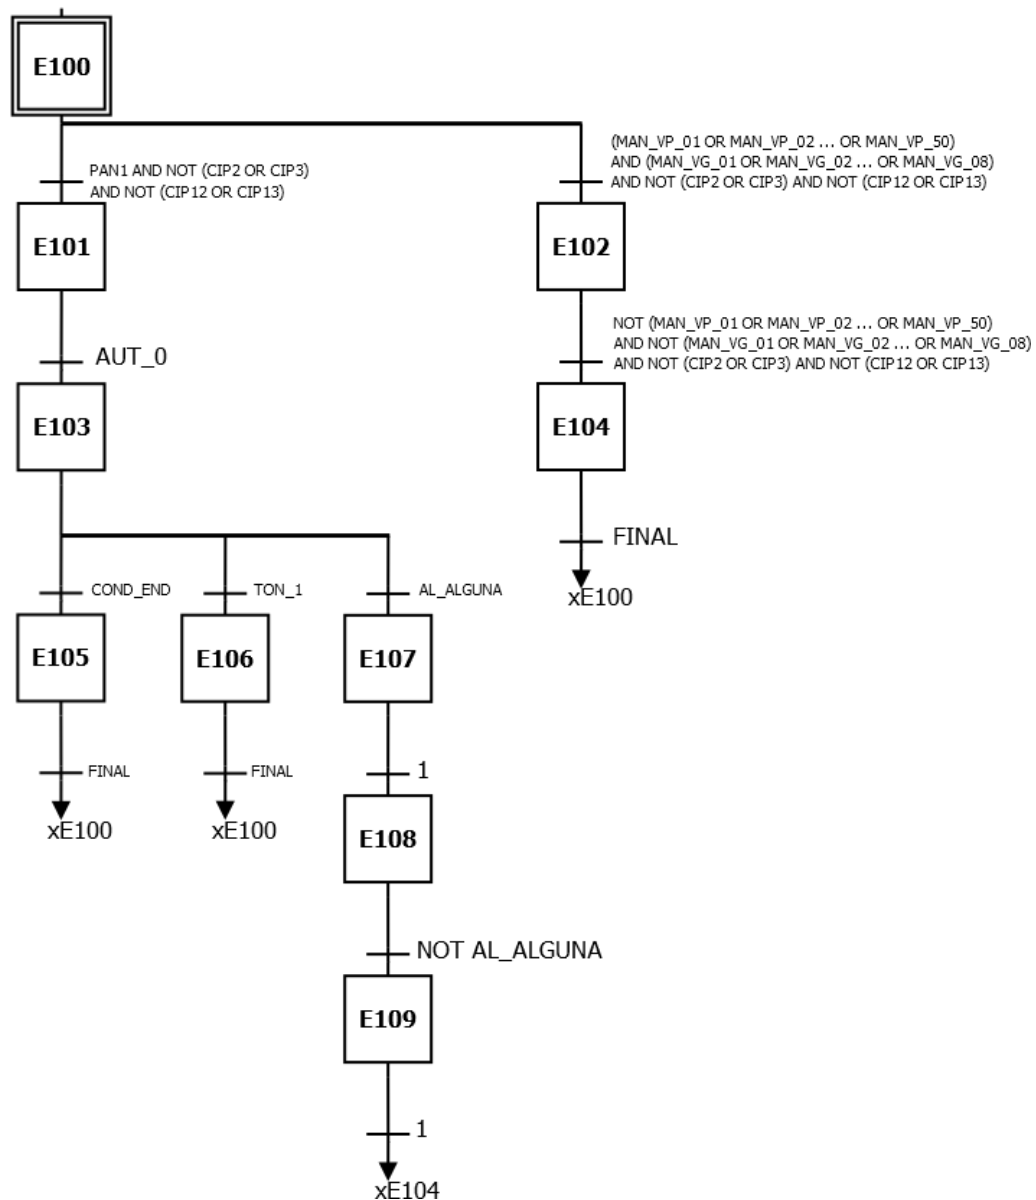 E100
PAN1 AND NOT (CIP2 OR CIP3)
AND NOT (CIP12 OR CIP13)
(MAN_VP_01 OR MAN_VP_02 ... OR MAN_VP_50)
AND (MAN_VG_01 OR MAN_VG_02 ... OR MAN_VG_08)
AND NOT (CIP2 OR CIP3) AND NOT (CIP12 OR CIP13)
E101
E102
AUT_0
NOT (MAN_VP_01 OR MAN_VP_02 ... OR MAN_VP_50)
AND NOT (MAN_VG_01 OR MAN_VG_02 ... OR MAN_VG_08)
AND NOT (CIP2 OR CIP3) AND NOT (CIP12 OR CIP13)
E103
E104
FINAL
xE100
COND_END
TON_1
AL_ALGUNA
E105
E106
E107
FINAL
FINAL
1
xE100
xE100
E108
NOT AL_ALGUNA
E109
1
xE104